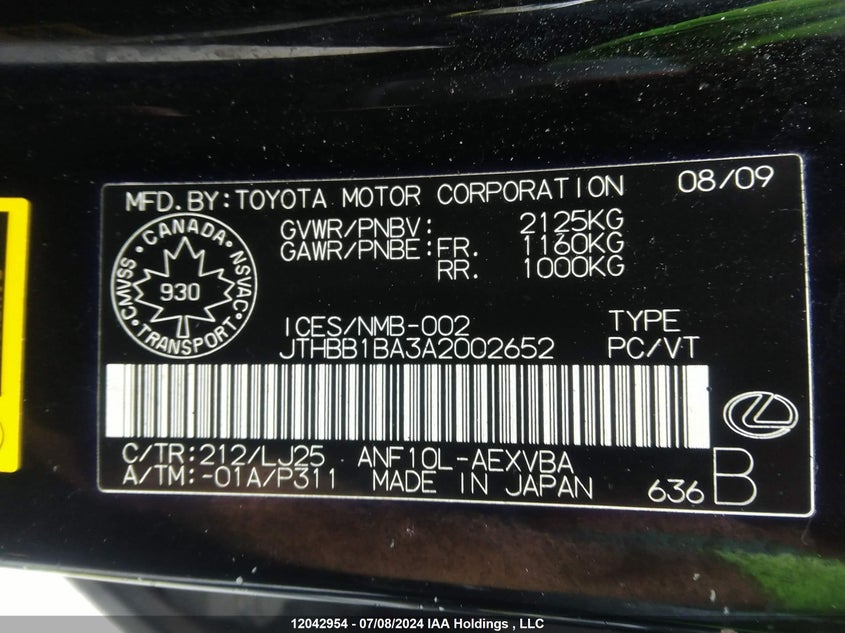 MFD.BY:TOYOTA MOTOR CORPORATION 08/09
GVWR/PNBV: 2125KG
GAWR/PNBE:FR. 1160KG
RR. 1000KG
CANADA
CMVSS 930 NSVAC
TRANSPORT
ICES/NMB-002 TYPE
JTHBB1BA3A2002652 PC/VT
C/TR:212/LJ25 ANF10L-AEXVBA
A/TM:-01A/P311 MADE IN JAPAN 636 B
12042954 - 07/08/2024 IAA Holdings , LLC